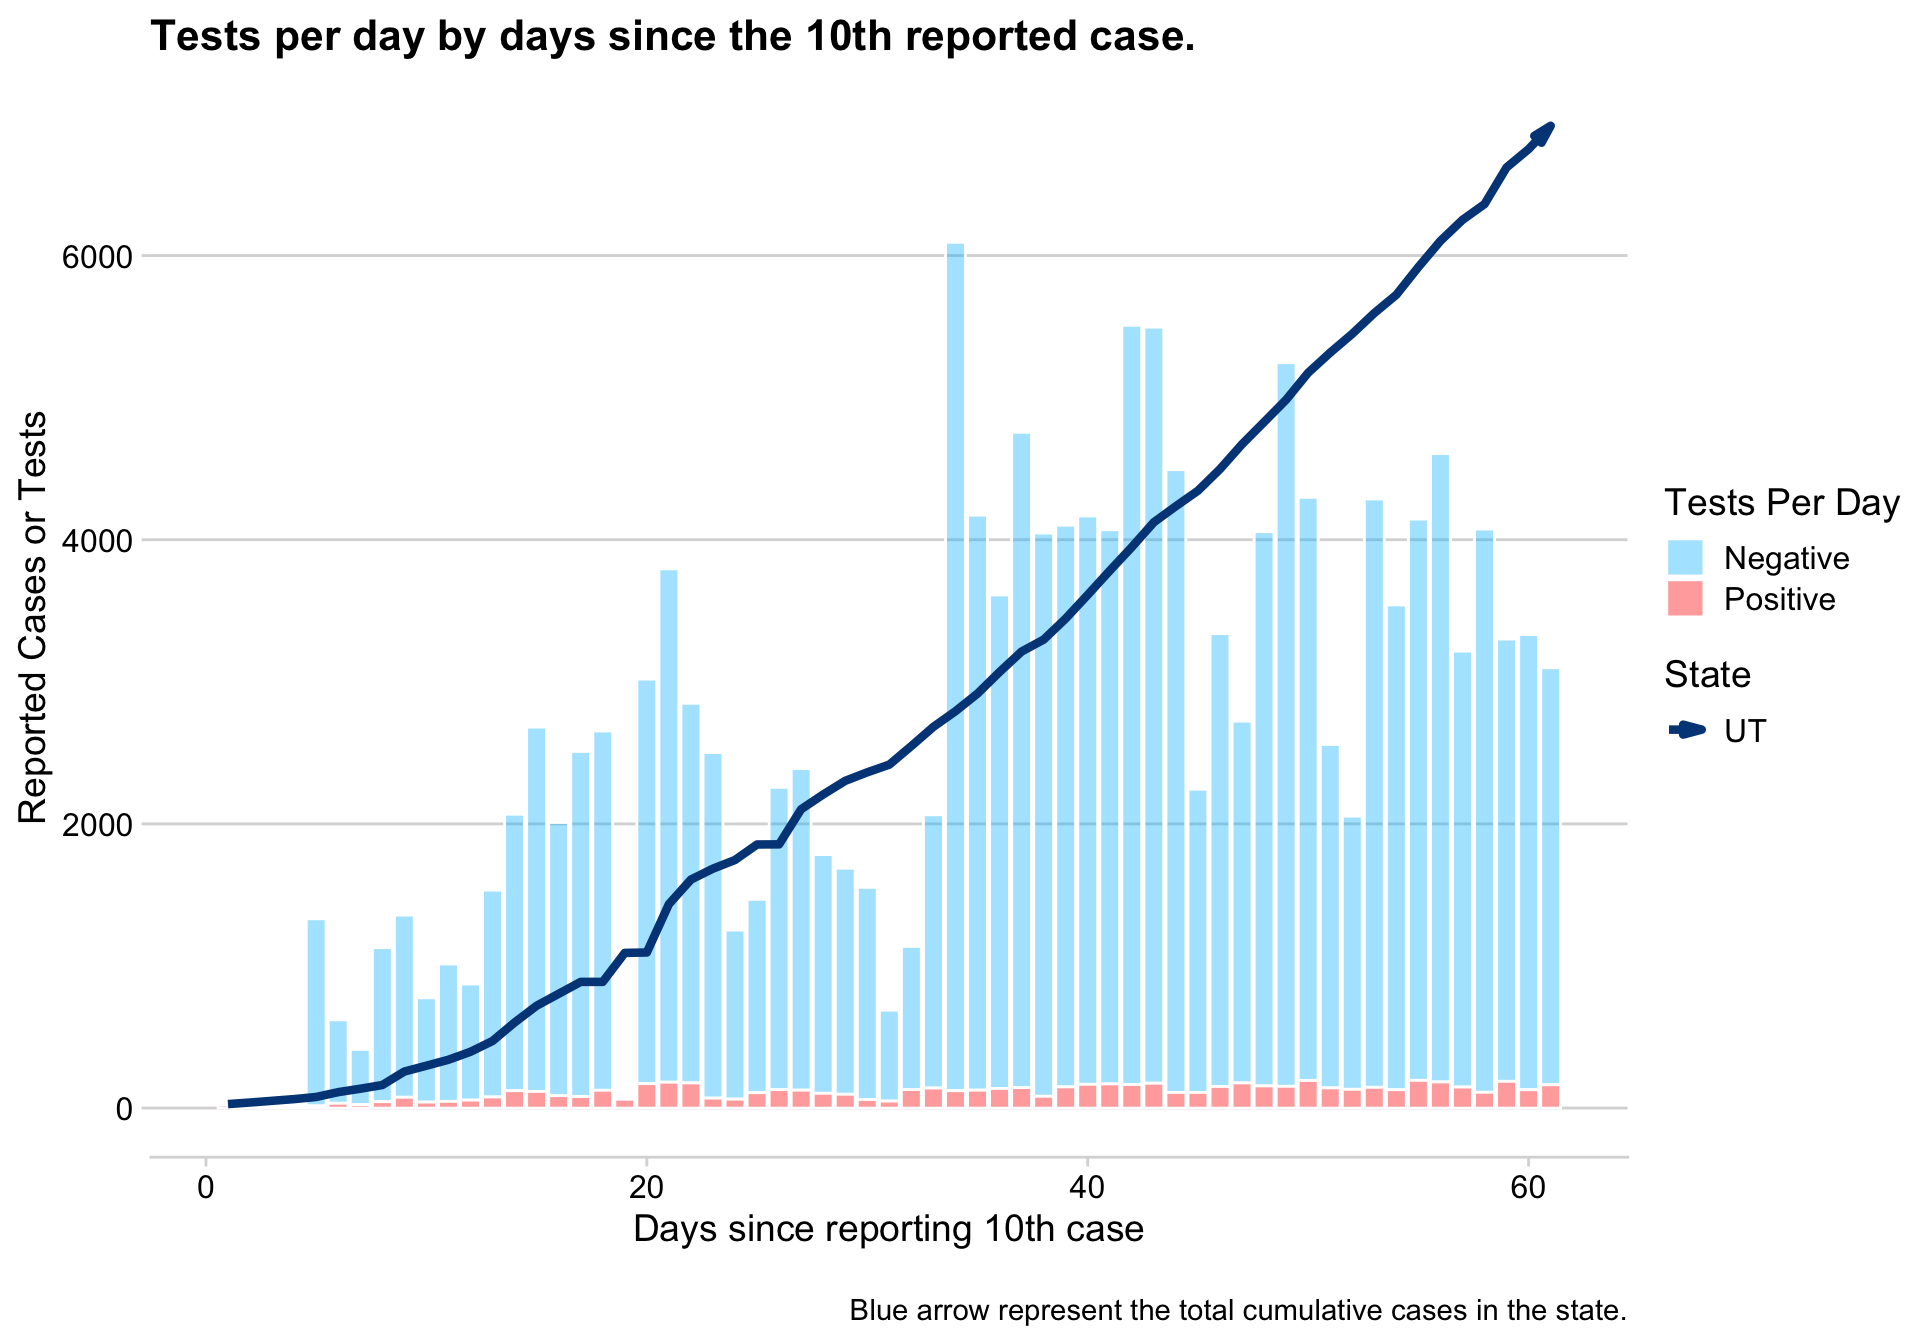 Tests per day by days since the 10th reported case.
Reported Cases or Tests
6000
4000
2000
0
0 20 40 60
Days since reporting 10th case
Tests Per Day
Negative
Positive
State
UT
Blue arrow represent the total cumulative cases in the state.